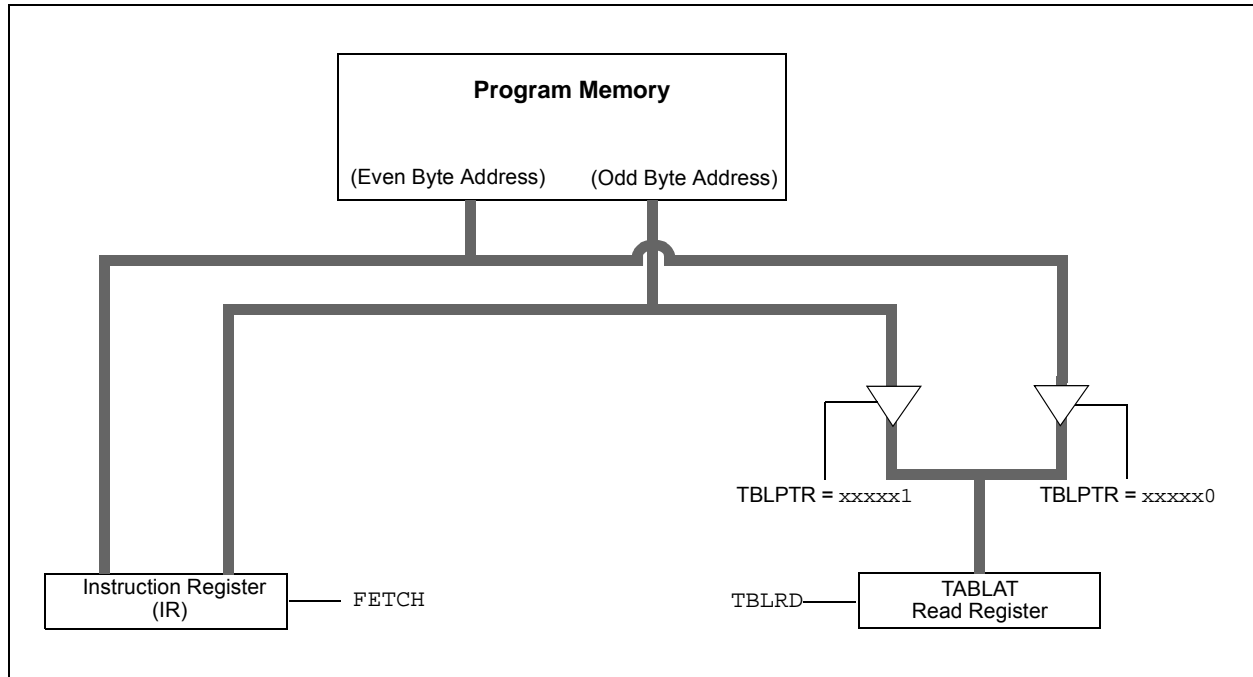 Program Memory
(Even Byte Address) (Odd Byte Address)
TBLPTR = xxxxx1
TBLPTR = xxxxx0
Instruction Register
(IR)
FETCH
TBLRD
TABLAT
Read Register